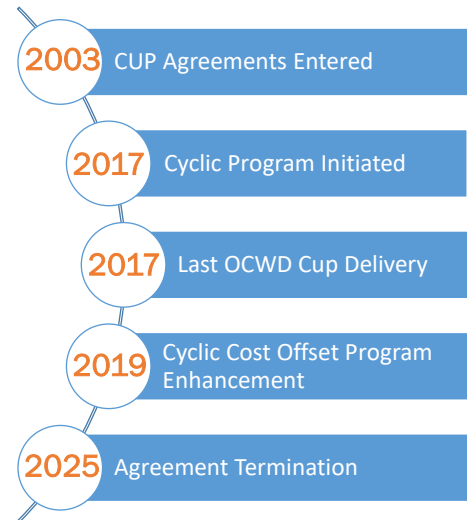 2003
CUP Agreements Entered
2017
Cyclic Program Initiated
2017
Last OCWD Cup Delivery
2019
Cyclic Cost Offset Program
Enhancement
2025
Agreement Termination